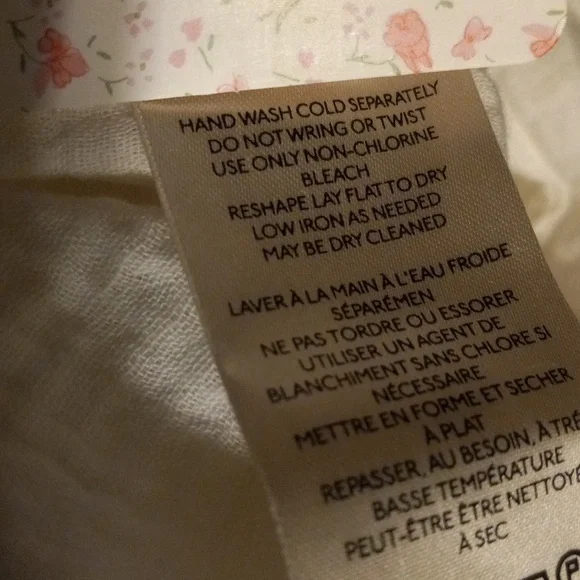 HAND WASH COLD SEPARATELY
DO NOT WRING OR TWIST
USE ONLY NON-CHLORINE
BLEACH
RESHAPE LAY FLAT TO DRY
LOW IRON AS NEEDED
MAY BE DRY CLEANED
LAVER À LA MAIN À L'EAU FROIDE
SÉPARÉMEN
NE PAS TORDRE OU ESSORER
UTILISER UN AGENT DE
BLANCHIMENT SANS CHLORE SI
NÉCESSAIRE
METTRE EN FORME ET SECHER
À PLAT
REPASSER, AU BESOIN, À TRÉ
BASSE TEMPÉRATURE
PEUT-ÊTRE ÊTRE NETTOYÉ
À SEC
P